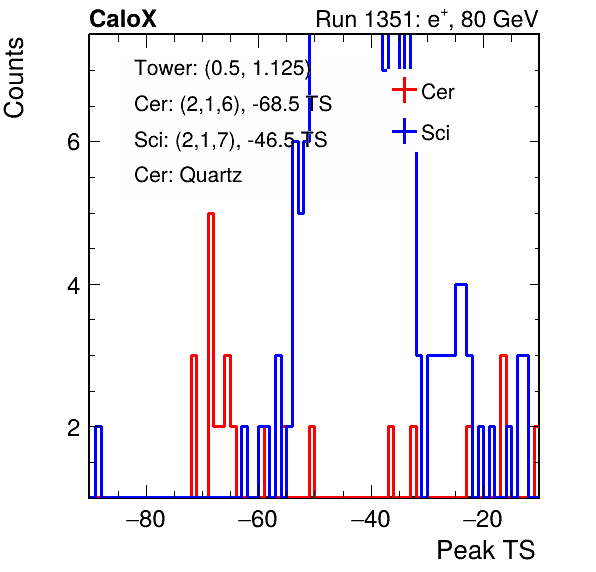 CaloX Run 1351: e⁺, 80 GeV
Counts
Tower: (0.5, 1.125)
Cer: (2,1,6), -68.5 TS
Sci: (2,1,7), -46.5 TS
Cer: Quartz
Cer
Sci
6
4
2
−80 −60 −40 −20
Peak TS